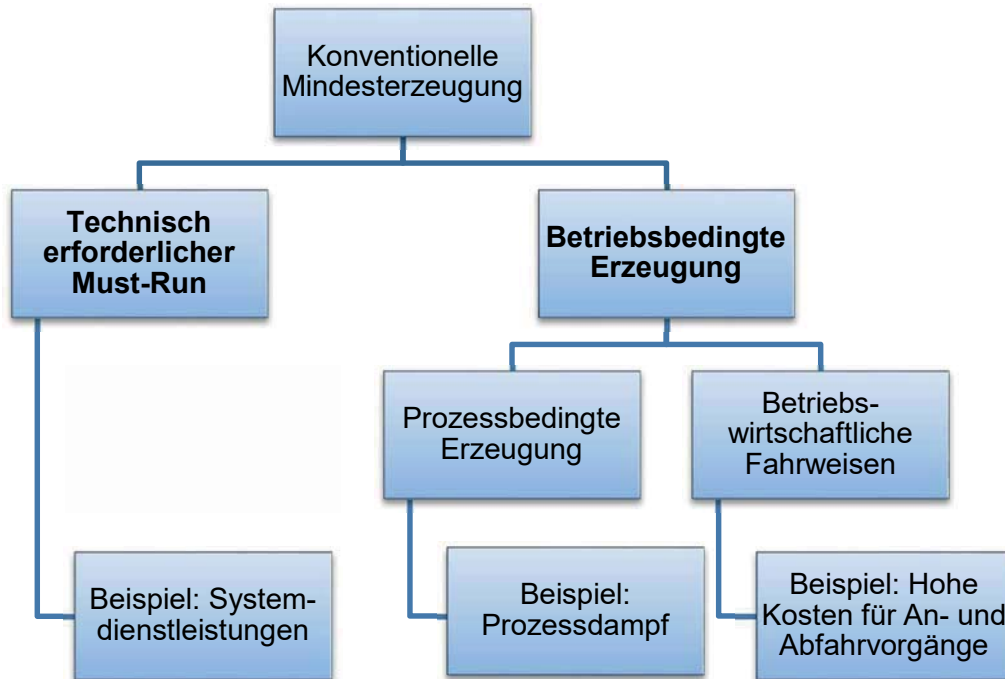 Konventionelle
Mindesterzeugung
Technisch
erforderlicher
Must-Run
Betriebsbedingte
Erzeugung
Prozessbedingte
Erzeugung
Betriebs-
wirtschaftliche
Fahrweisen
Beispiel: System-
dienstleistungen
Beispiel:
Prozessdampf
Beispiel: Hohe
Kosten für An- und
Abfahrvorgänge